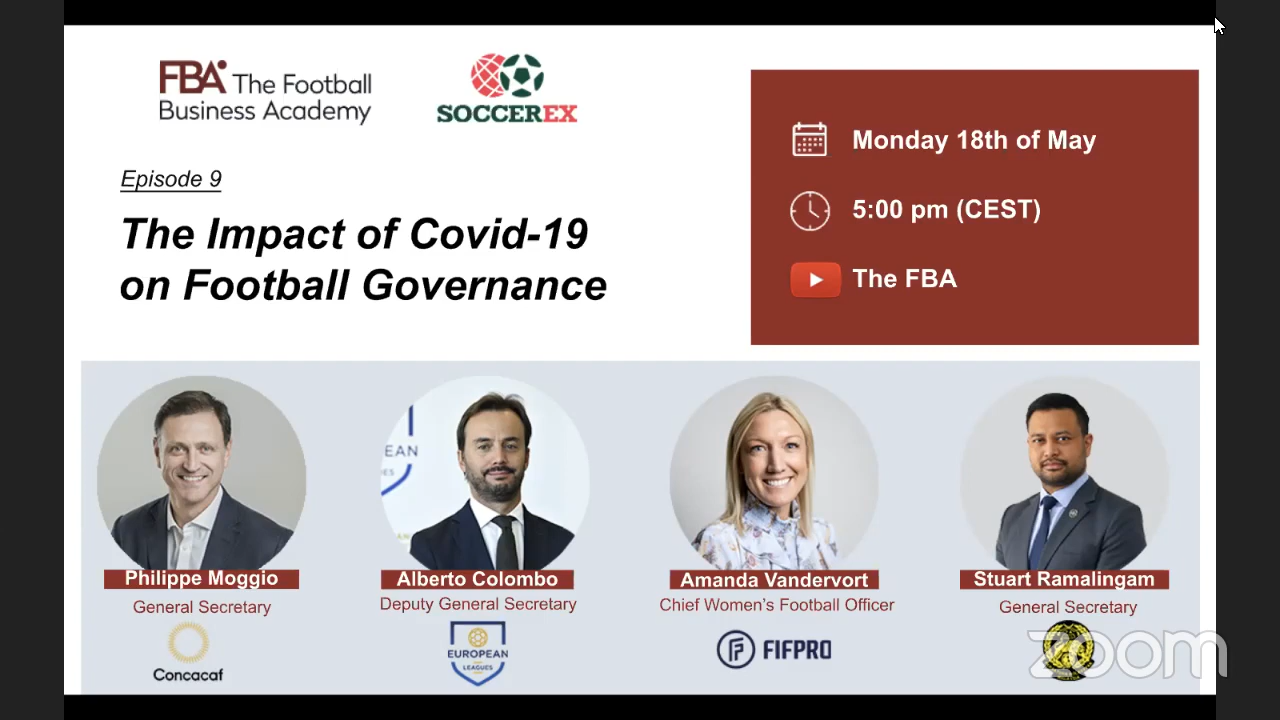 FBA The Football
Business Academy
SOCCEREX
Episode 9
The Impact of Covid-19
on Football Governance
Monday 18th of May
5:00 pm (CEST)
The FBA
EAN
ES
Philippe Moggio
General Secretary
Concacaf
Alberto Colombo
Deputy General Secretary
EUROPEAN
LEAGUES
Amanda Vandervort
Chief Women's Football Officer
FIFPRO
Stuart Ramalingam
General Secretary
zoom